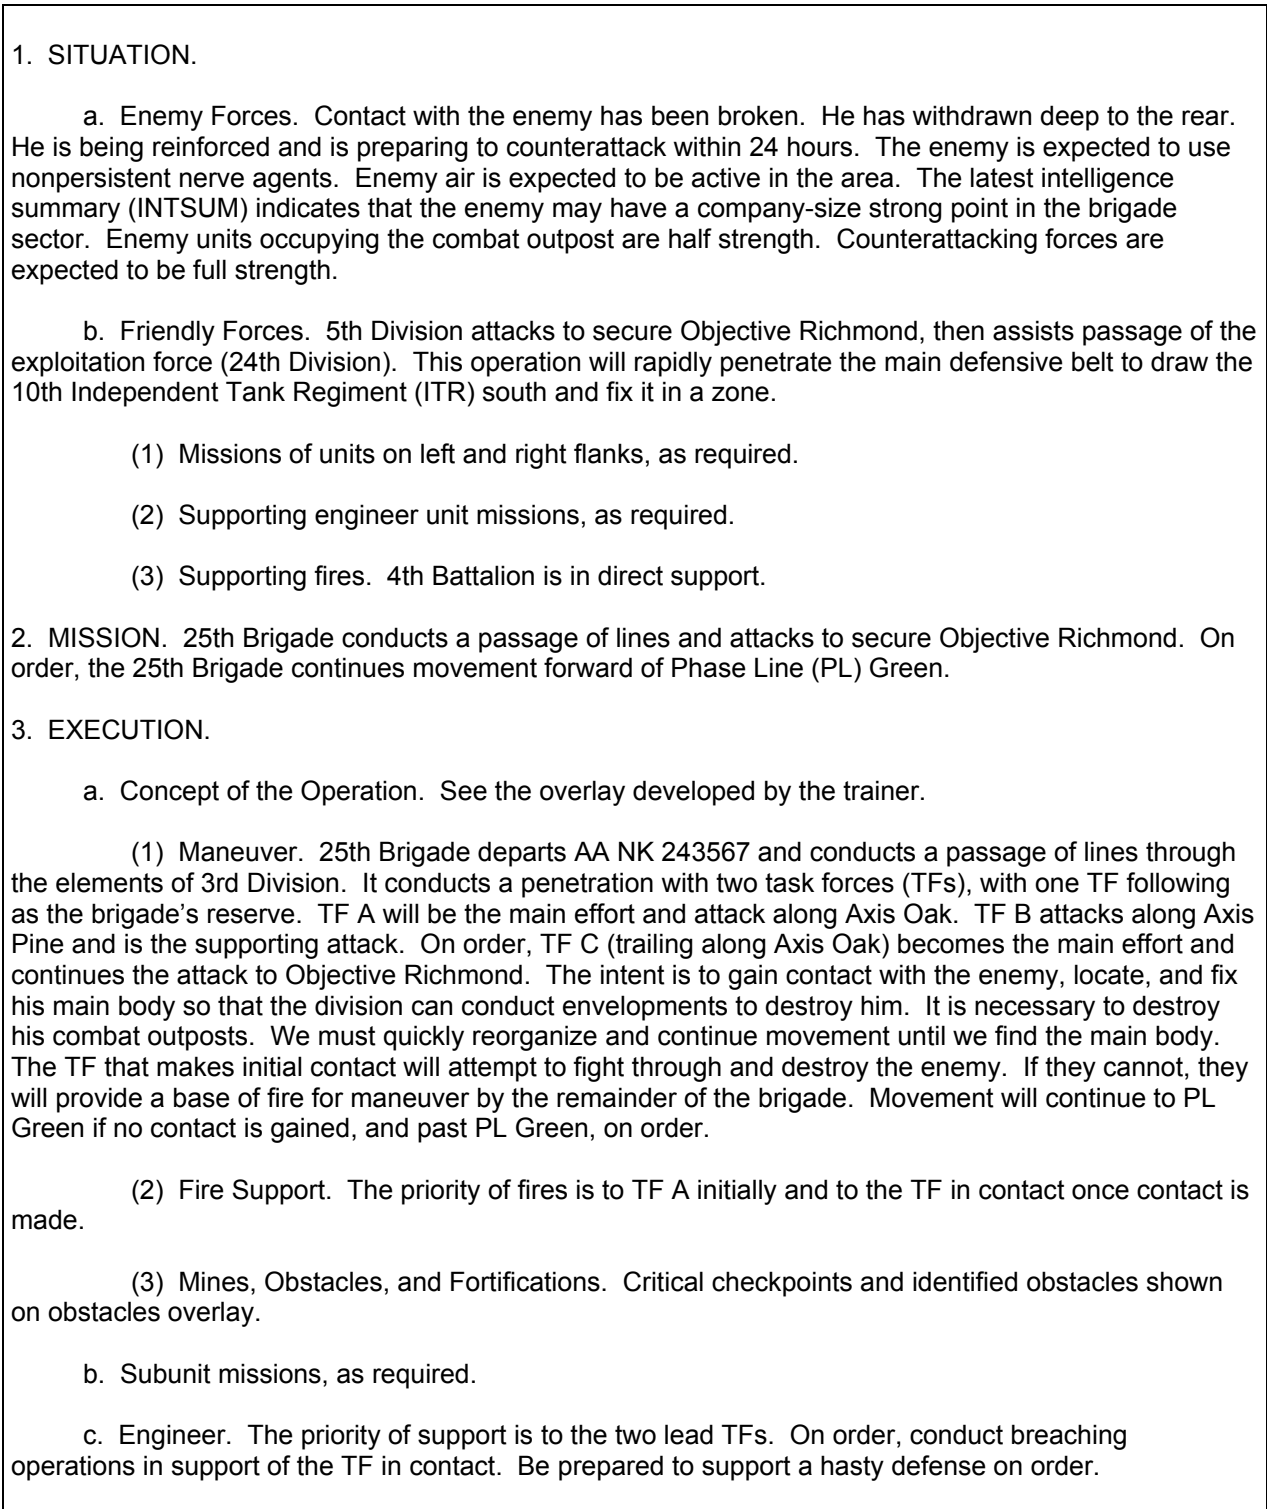 1. SITUATION.
a. Enemy Forces. Contact with the enemy has been broken. He has withdrawn deep to the rear.
He is being reinforced and is preparing to counterattack within 24 hours. The enemy is expected to use
nonpersistent nerve agents. Enemy air is expected to be active in the area. The latest intelligence
summary (INTSUM) indicates that the enemy may have a company-size strong point in the brigade
sector. Enemy units occupying the combat outpost are half strength. Counterattacking forces are
expected to be full strength.
b. Friendly Forces. 5th Division attacks to secure Objective Richmond, then assists passage of the
exploitation force (24th Division). This operation will rapidly penetrate the main defensive belt to draw the
10th Independent Tank Regiment (ITR) south and fix it in a zone.
(1) Missions of units on left and right flanks, as required.
(2) Supporting engineer unit missions, as required.
(3) Supporting fires. 4th Battalion is in direct support.
2. MISSION. 25th Brigade conducts a passage of lines and attacks to secure Objective Richmond. On
order, the 25th Brigade continues movement forward of Phase Line (PL) Green.
3. EXECUTION.
a. Concept of the Operation. See the overlay developed by the trainer.
(1) Maneuver. 25th Brigade departs AA NK 243567 and conducts a passage of lines through
the elements of 3rd Division. It conducts a penetration with two task forces (TFs), with one TF following
as the brigade's reserve. TF A will be the main effort and attack along Axis Oak. TF B attacks along Axis
Pine and is the supporting attack. On order, TF C (trailing along Axis Oak) becomes the main effort and
continues the attack to Objective Richmond. The intent is to gain contact with the enemy, locate, and fix
his main body so that the division can conduct envelopments to destroy him. It is necessary to destroy
his combat outposts. We must quickly reorganize and continue movement until we find the main body.
The TF that makes initial contact will attempt to fight through and destroy the enemy. If they cannot, they
will provide a base of fire for maneuver by the remainder of the brigade. Movement will continue to PL
Green if no contact is gained, and past PL Green, on order.
(2) Fire Support. The priority of fires is to TF A initially and to the TF in contact once contact is
made.
(3) Mines, Obstacles, and Fortifications. Critical checkpoints and identified obstacles shown
on obstacles overlay.
b. Subunit missions, as required.
c. Engineer. The priority of support is to the two lead TFs. On order, conduct breaching
operations in support of the TF in contact. Be prepared to support a hasty defense on order.